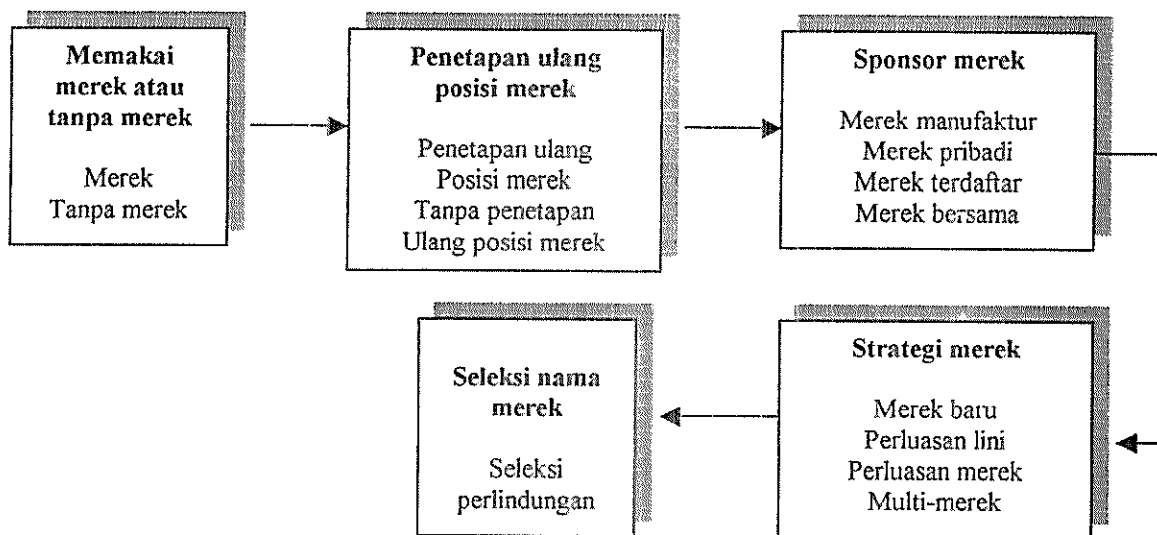 Memakai
merek atau
tanpa merek
Merek
Tanpa merek
Penetapan ulang
posisi merek
Penetapan ulang
Posisi merek
Tanpa penetapan
Ulang posisi merek
Sponsor merek
Merek manufaktur
Merek pribadi
Merek terdaftar
Merek bersama
Strategi merek
Merek baru
Perluasan lini
Perluasan merek
Multi-merek
Seleksi nama
merek
Seleksi
perlindungan